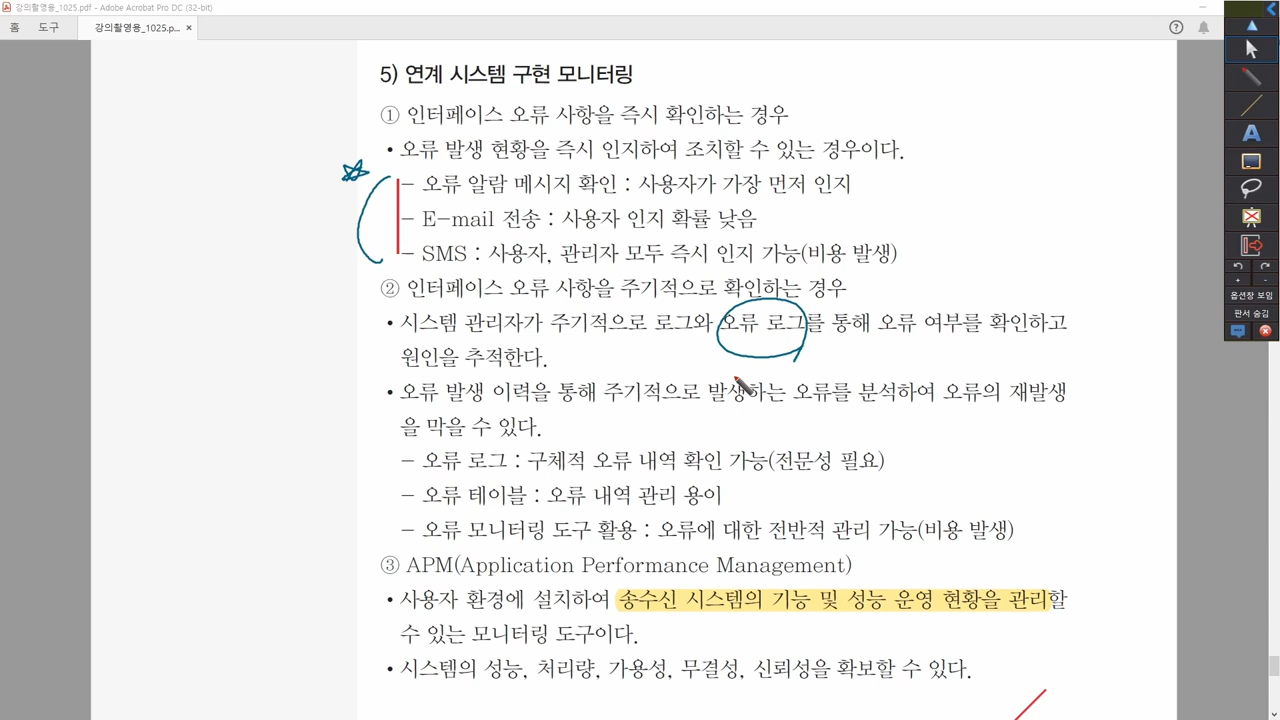 강의촬영용_1025.pdf - Adobe Acrobat Pro DC (32-bit)
홈 도구 강의촬영용_1025.p... ×
5) 연계 시스템 구현 모니터링
① 인터페이스 오류 사항을 즉시 확인하는 경우
• 오류 발생 현황을 즉시 인지하여 조치할 수 있는 경우이다.
- 오류 알람 메시지 확인 : 사용자가 가장 먼저 인지
- E-mail 전송 : 사용자 인지 확률 낮음
- SMS : 사용자, 관리자 모두 즉시 인지 가능(비용 발생)
② 인터페이스 오류 사항을 주기적으로 확인하는 경우
• 시스템 관리자가 주기적으로 로그와 오류 로그를 통해 오류 여부를 확인하고
원인을 추적한다.
• 오류 발생 이력을 통해 주기적으로 발생하는 오류를 분석하여 오류의 재발생
을 막을 수 있다.
- 오류 로그 : 구체적 오류 내역 확인 가능(전문성 필요)
- 오류 테이블 : 오류 내역 관리 용이
- 오류 모니터링 도구 활용 : 오류에 대한 전반적 관리 가능(비용 발생)
③ APM(Application Performance Management)
• 사용자 환경에 설치하여 송수신 시스템의 기능 및 성능 운영 현황을 관리할
수 있는 모니터링 도구이다.
• 시스템의 성능, 처리량, 가용성, 무결성, 신뢰성을 확보할 수 있다.
A
옵션창 보임
판서 숨김